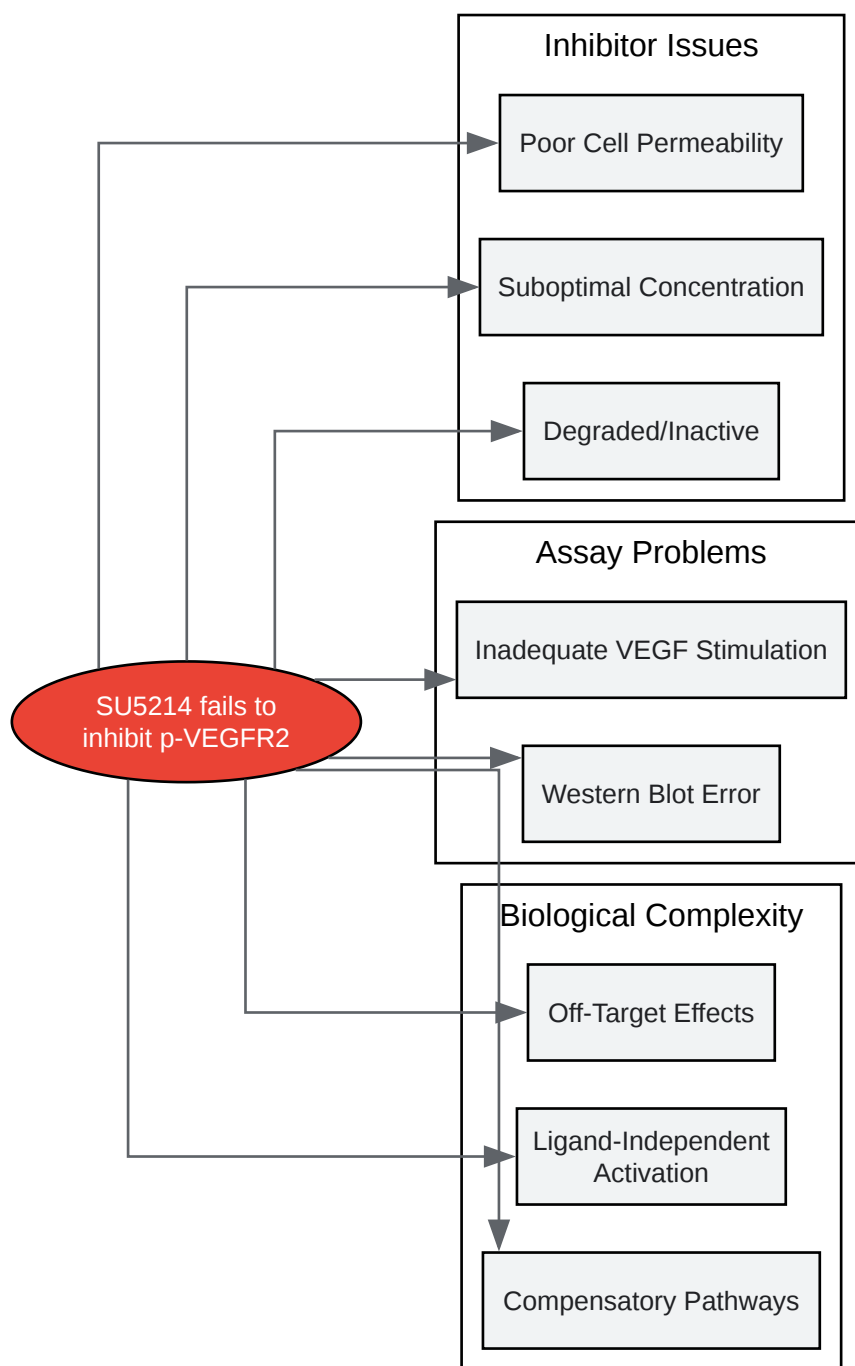 Inhibitor Issues
Poor Cell Permeability
Suboptimal Concentration
Degraded/Inactive
Assay Problems
Inadequate VEGF Stimulation
SU5214 fails to
inhibit p-VEGFR2
Western Blot Error
Biological Complexity
Off-Target Effects
Ligand-Independent
Activation
Compensatory Pathways